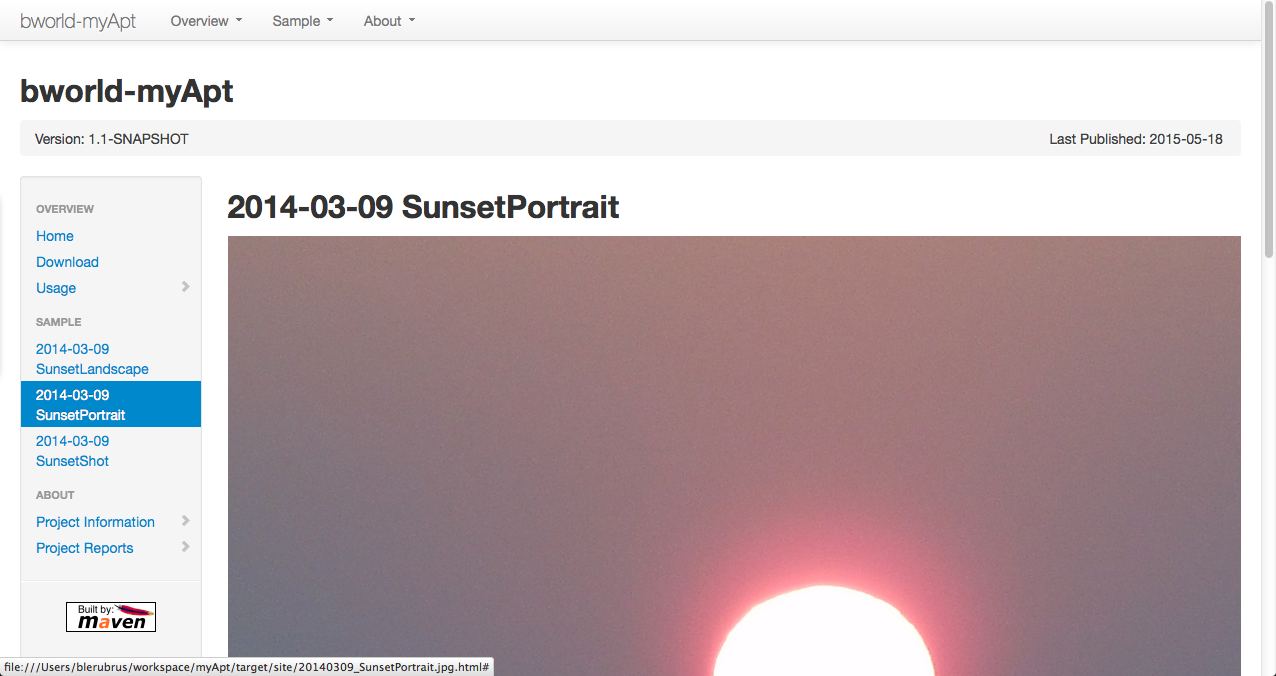 bworld-myApt Overview Sample About
bworld-myApt
Version: 1.1-SNAPSHOT Last Published: 2015-05-18
OVERVIEW
Home
Download
Usage
SAMPLE
2014-03-09
SunsetLandscape
2014-03-09
SunsetPortrait
2014-03-09
SunsetShot
ABOUT
Project Information
Project Reports
Built by:
maven
2014-03-09 SunsetPortrait
file:///Users/blerubrus/workspace/myApt/target/site/20140309_SunsetPortrait.jpg.html#